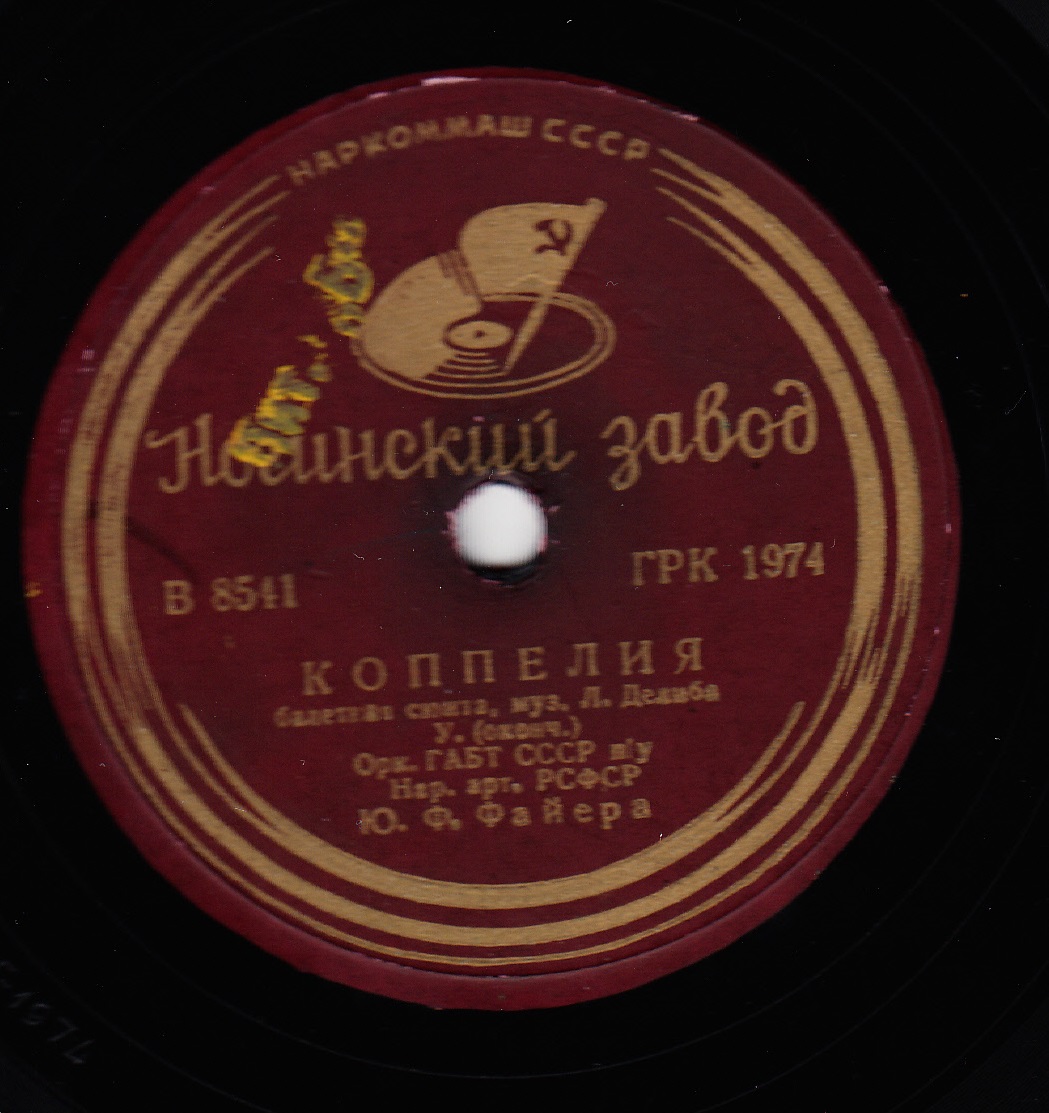 НАРКОММАШ СССР
Ногинский завод
В 8541
ГРК 1974
КОППЕЛИЯ
балетная сюита, муз. Л. Делиба
У. (оконч.)
Орк. ГАБТ СССР п/у
Нар. арт. РСФСР
Ю. Ф. Файера